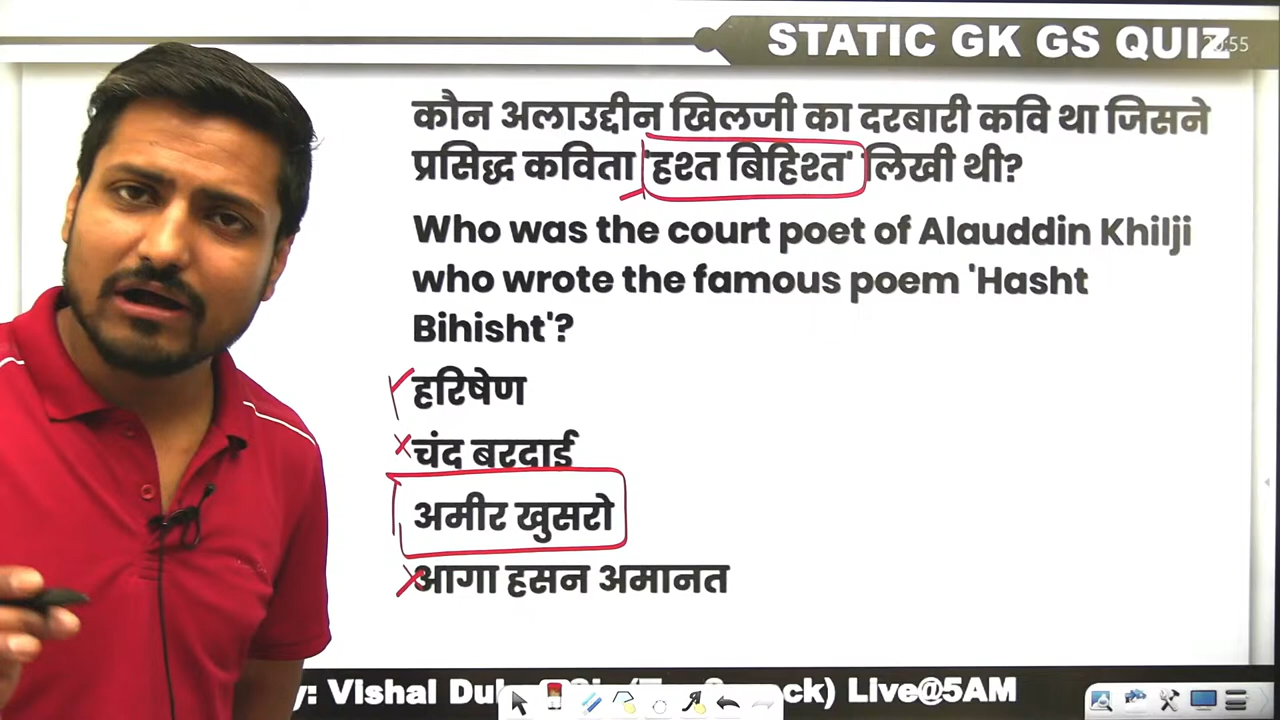 STATIC GK GS QUIZ
:55
कौन अलाउद्दीन खिलजी का दरबारी कवि था जिसने
प्रसिद्ध कविता 'हश्त बिहिश्त' लिखी थी?
Who was the court poet of Alauddin Khilji
who wrote the famous poem 'Hasht
Bihisht'?
हरिषेण
चंद बरदाई
अमीर खुसरो
आगा हसन अमानत
y: Vishal Live@5AM